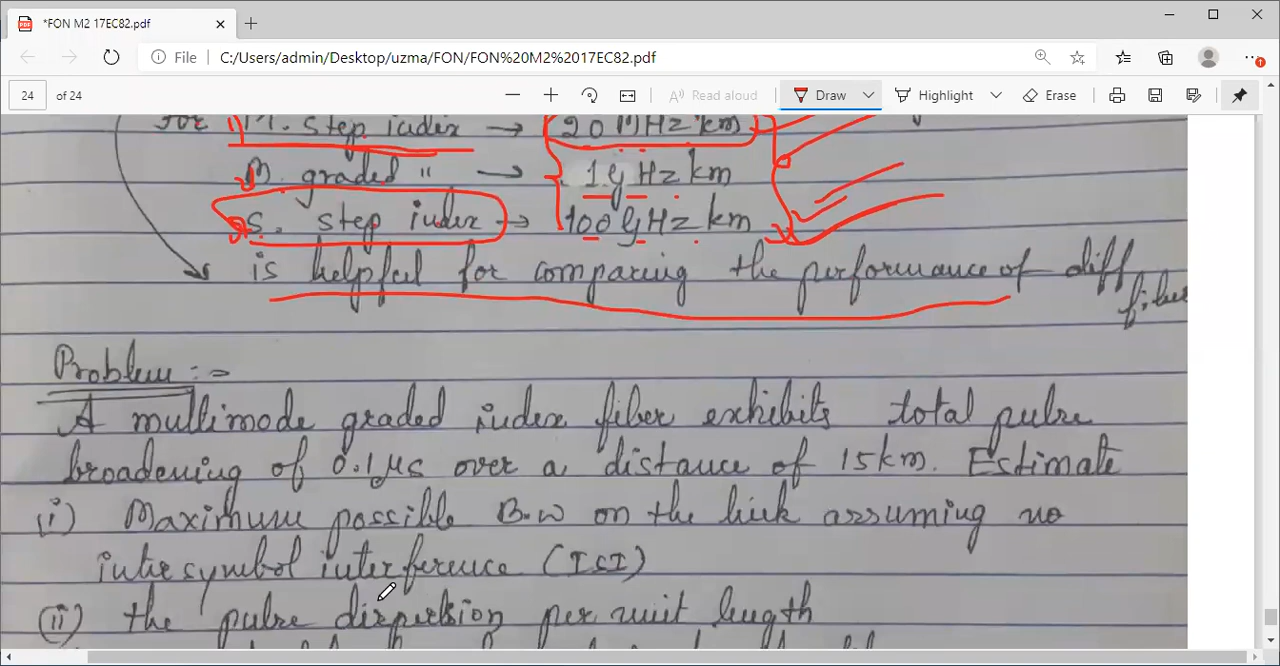 *FON M2 17EC82.pdf
File C:/Users/admin/Desktop/uzma/FON/FON%20M2%2017EC82.pdf
24 of 24 Read aloud Draw Highlight Erase
for M. step index → 20 MHz km
M. graded " → 1 GHz km
S. step index → 100 GHz km
is helpful for comparing the performance of diff
fiber
Problem :-
A multimode graded index fiber exhibits total pulse
broadening of 0.1μs over a distance of 15km. Estimate
(i) Maximum possible B.W on the link assuming no
intersymbol interference (ISI)
(ii) the pulse dispersion per unit length